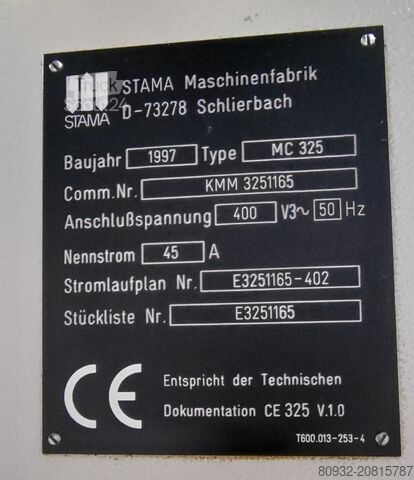 STAMA Maschinenfabrik
D-73278 Schlierbach
STAMA
Baujahr 1997 Type MC 325
Comm.Nr. KMM 3251165
Anschlußspannung 400 V3~ 50 Hz
Nennstrom 45 A
Stromlaufplan Nr. E3251165-402
Stückliste Nr. E3251165
CE Entspricht der Technischen
Dokumentation CE 325 V.1.0
T600.013-253-4
80932-20815787